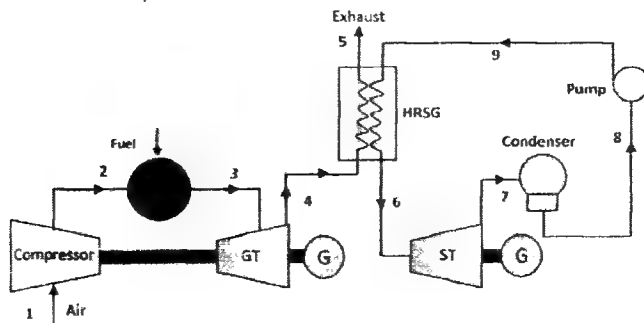 Exhaust
5
9
HRSG
Pump
Fuel
Condenser
8
2
3
4
6
7
Compressor
GT
G
ST
G
1
Air